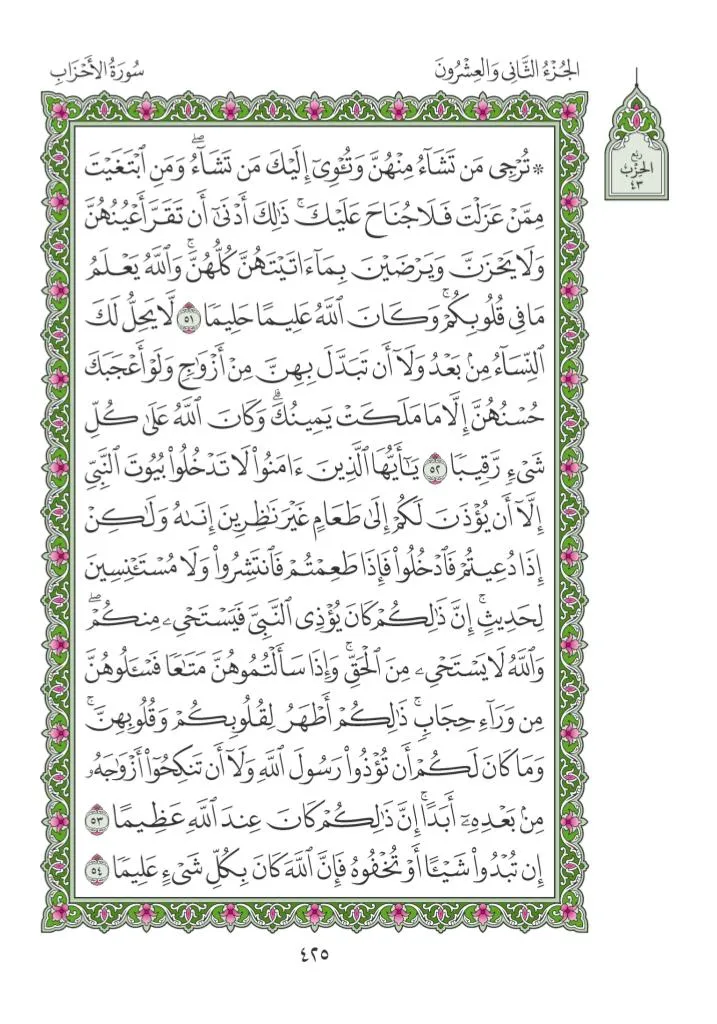 الجُزْءُ الثَّانِي وَالعِشْرُونَ
سُورَةُ الأَحْزَابِ
رُبْع
الحِزْبِ
٤٣
۞ تُرْجِي مَن تَشَآءُ مِنْهُنَّ وَتُـْٔوِيٓ إِلَيْكَ مَن تَشَآءُۖ وَمَنِ ٱبْتَغَيْتَ
مِمَّنْ عَزَلْتَ فَلَا جُنَاحَ عَلَيْكَۚ ذَٰلِكَ أَدْنَىٰٓ أَن تَقَرَّ أَعْيُنُهُنَّ
وَلَا يَحْزَنَّ وَيَرْضَيْنَ بِمَآ ءَاتَيْتَهُنَّ كُلُّهُنَّۚ وَٱللَّهُ يَعْلَمُ
مَا فِي قُلُوبِكُمْۚ وَكَانَ ٱللَّهُ عَلِيمًا حَلِيمٗا ٥١ لَّا يَحِلُّ لَكَ
ٱلنِّسَآءُ مِنۢ بَعْدُ وَلَآ أَن تَبَدَّلَ بِهِنَّ مِنْ أَزْوَٰجٖ وَلَوْ أَعْجَبَكَ
حُسْنُهُنَّ إِلَّا مَا مَلَكَتْ يَمِينُكَۗ وَكَانَ ٱللَّهُ عَلَىٰ كُلِّ
شَيْءٖ رَّقِيبٗا ٥٢ يَٰٓأَيُّهَا ٱلَّذِينَ ءَامَنُوا۟ لَا تَدْخُلُوا۟ بُيُوتَ ٱلنَّبِيِّ
إِلَّآ أَن يُؤْذَنَ لَكُمْ إِلَىٰ طَعَامٍ غَيْرَ نَٰظِرِينَ إِنَىٰهُ وَلَٰكِنْ
إِذَا دُعِيتُمْ فَٱدْخُلُوا۟ فَإِذَا طَعِمْتُمْ فَٱنتَشِرُوا۟ وَلَا مُسْتَـْٔنِسِينَ
لِحَدِيثٍۚ إِنَّ ذَٰلِكُمْ كَانَ يُؤْذِي ٱلنَّبِيَّ فَيَسْتَحْيِۦ مِنكُمْۖ
وَٱللَّهُ لَا يَسْتَحْيِۦ مِنَ ٱلْحَقِّۚ وَإِذَا سَأَلْتُمُوهُنَّ مَتَٰعٗا فَسْـَٔلُوهُنَّ
مِن وَرَآءِ حِجَابٖۚ ذَٰلِكُمْ أَطْهَرُ لِقُلُوبِكُمْ وَقُلُوبِهِنَّۚ
وَمَا كَانَ لَكُمْ أَن تُؤْذُوا۟ رَسُولَ ٱللَّهِ وَلَآ أَن تَنكِحُوٓا۟ أَزْوَٰجَهُۥ
مِنۢ بَعْدِهِۦٓ أَبَدًاۚ إِنَّ ذَٰلِكُمْ كَانَ عِندَ ٱللَّهِ عَظِيمًا ٥٣
إِن تُبْدُوا۟ شَيْـًٔا أَوْ تُخْفُوهُ فَإِنَّ ٱللَّهَ كَانَ بِكُلِّ شَيْءٍ عَلِيمٗا ٥٤
٤٢٥